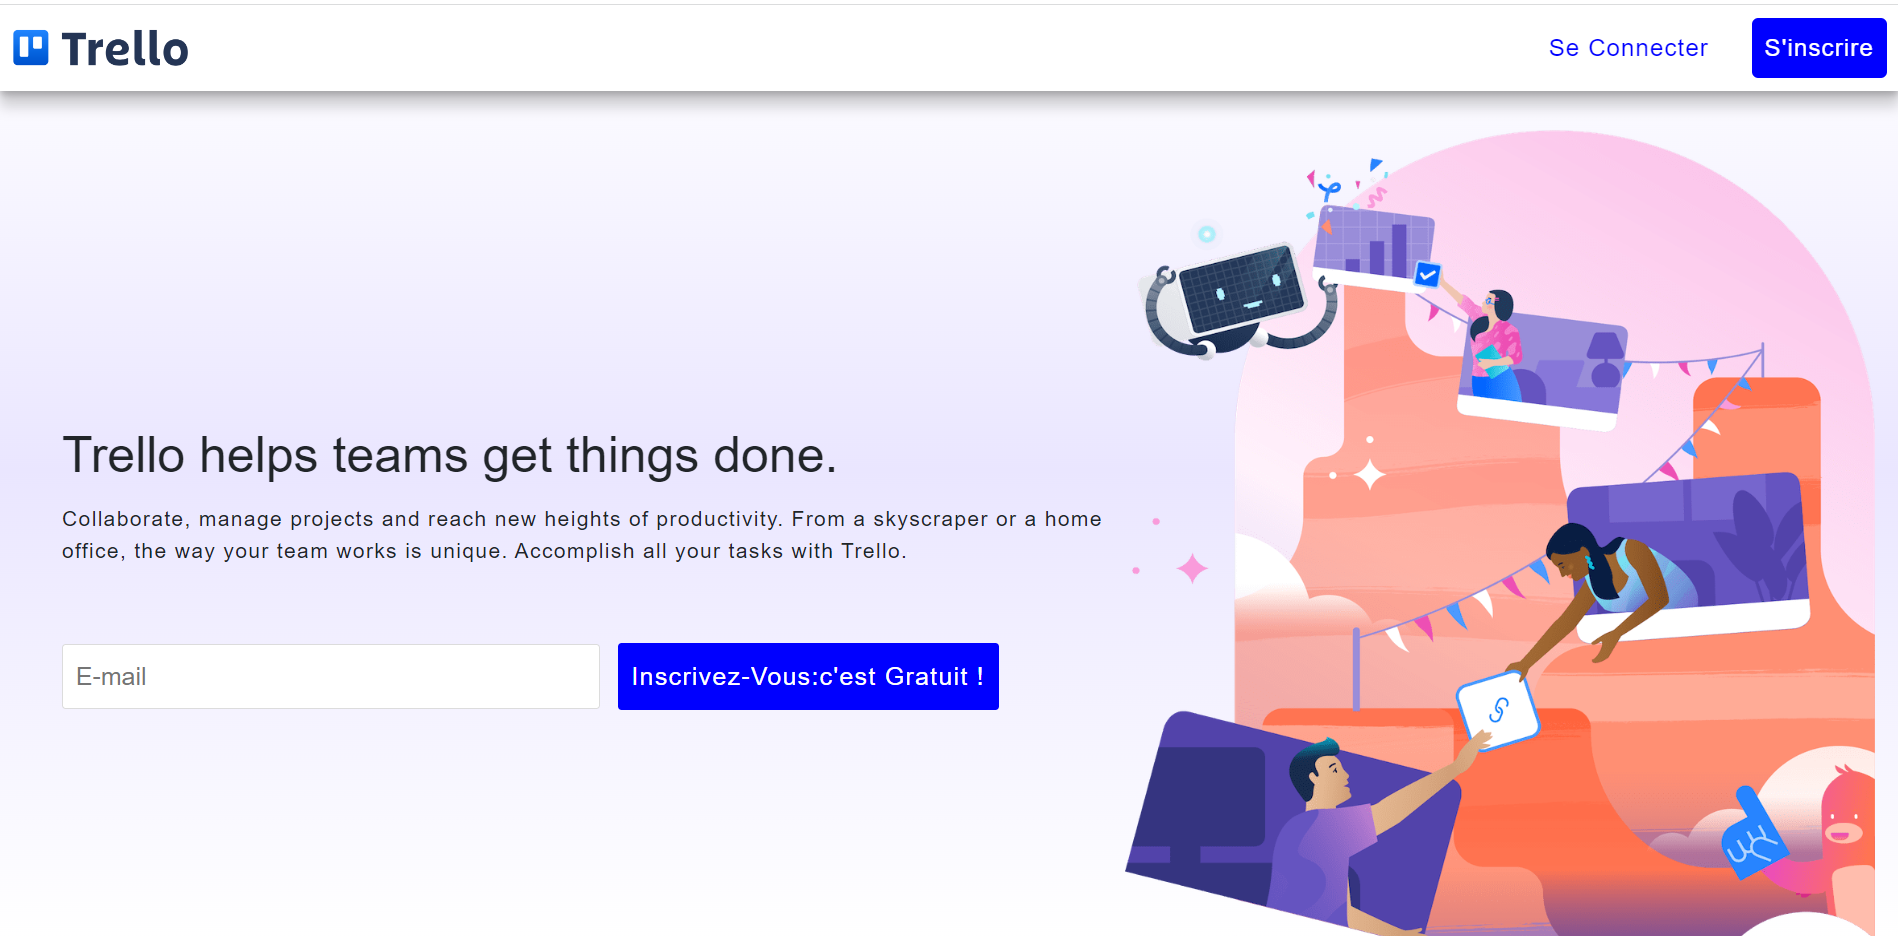 Trello
Se Connecter
S'inscrire
Trello helps teams get things done.
Collaborate, manage projects and reach new heights of productivity. From a skyscraper or a home
office, the way your team works is unique. Accomplish all your tasks with Trello.
E-mail
Inscrivez-Vous:c'est Gratuit !